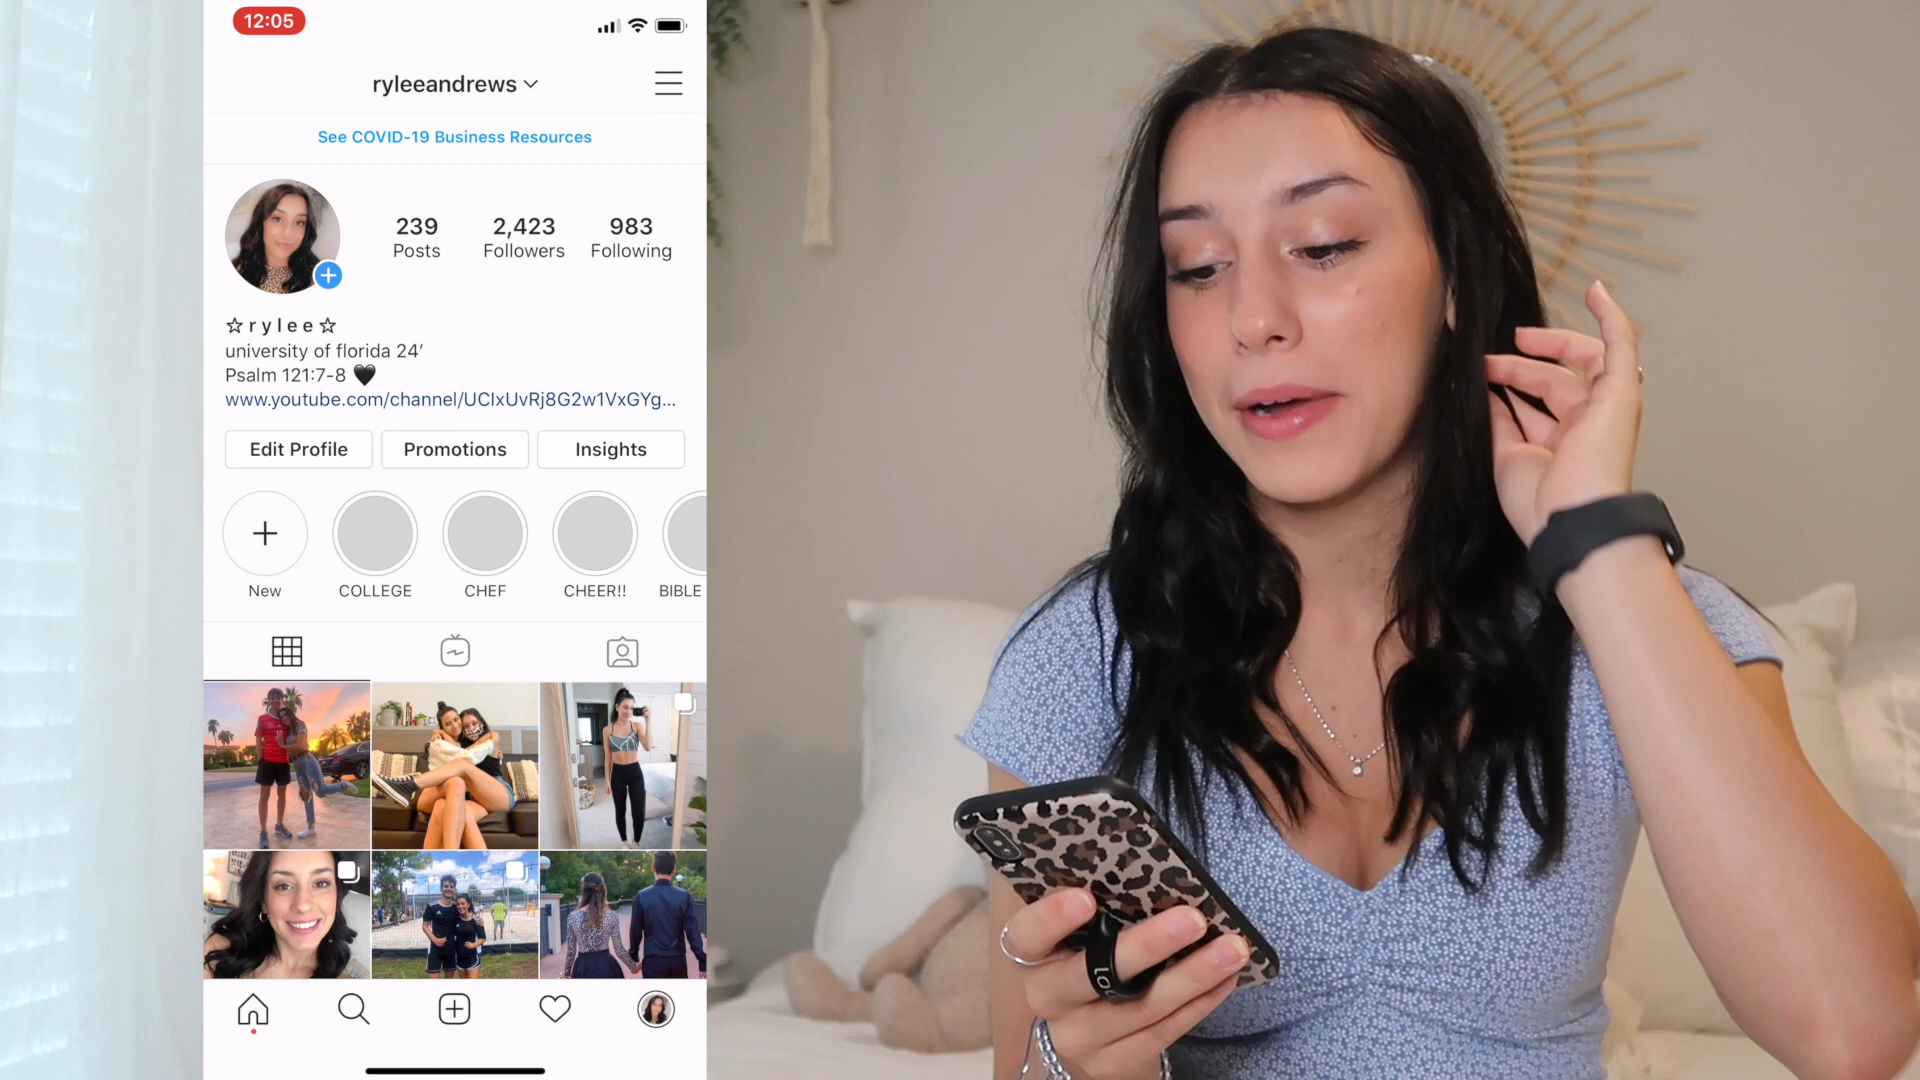 12:05
ryleeandrews
See COVID-19 Business Resources
239
Posts
2,423
Followers
983
Following
☆ r y l e e ☆
university of florida 24′
Psalm 121:7-8 🖤
www.youtube.com/channel/UCIxUvRj8G2w1VxGYg...
Edit Profile
Promotions
Insights
New
COLLEGE
CHEF
CHEER!!
BIBLE